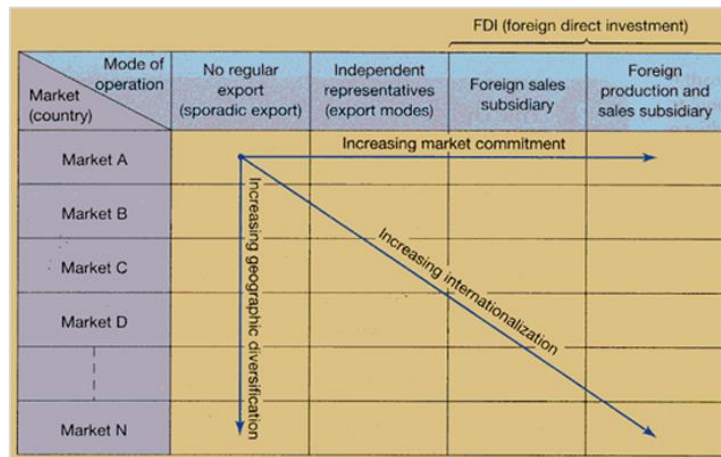 FDI (foreign direct investment)
Mode of
operation
Market
(country)
No regular
export
(sporadic export)
Independent
representatives
(export modes)
Foreign sales
subsidiary
Foreign
production and
sales subsidiary
Market A
Increasing market commitment
Market B
Market C
Market D
Market N
Increasing geographic diversification
Increasing internationalization